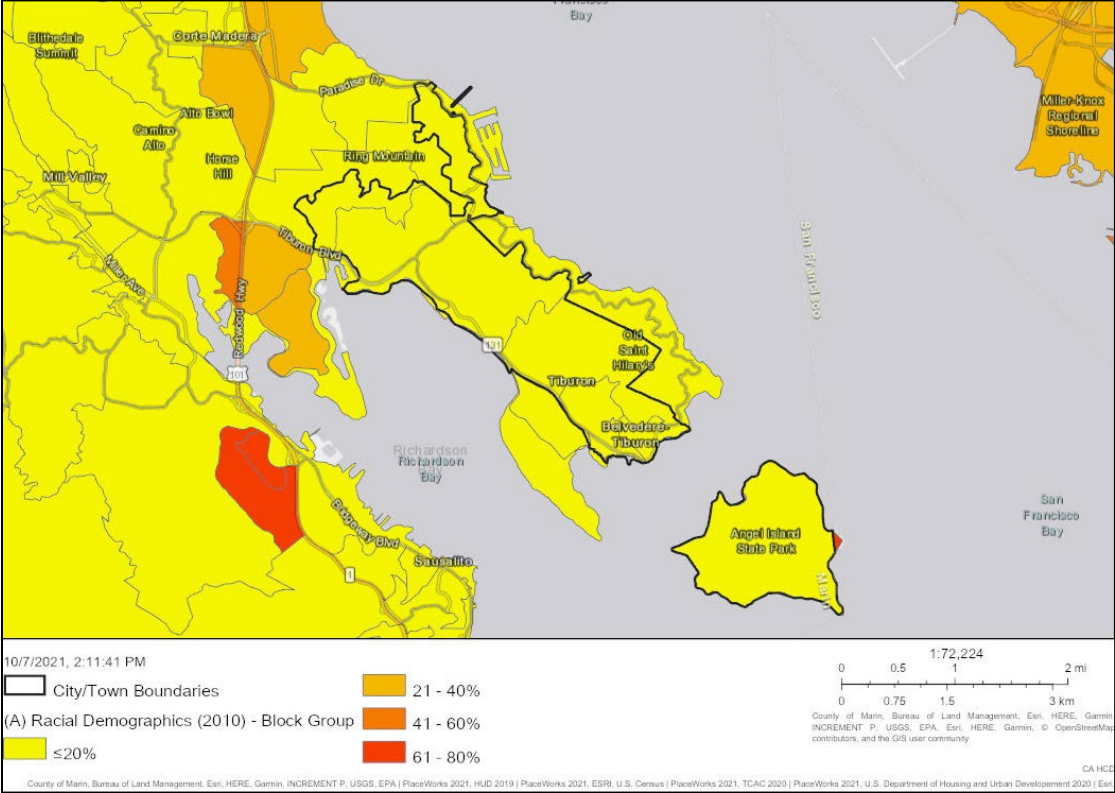 Francisco
Bay
Blithedale
Summit
Corte Madera
Paradise Dr
Alto Bowl
Camino
Alto
Horse
Hill
Ring Mountain
Mill Valley
Miller-Knox
Regional
Shoreline
Tiburon Blvd
Miller Ave
Redwood Hwy
San Francisco
101
131
Old
Saint
Hilary's
Tiburon
Belvedere-
Tiburon
Richardson
Bay
Richardson
Bay
Bridgeway Blvd
Sausalito
1
Angel Island
State Park
Marin
San
Francisco
Bay
10/7/2021, 2:11:41 PM
City/Town Boundaries
(A) Racial Demographics (2010) - Block Group
≤20%
21 - 40%
41 - 60%
61 - 80%
1:72,224
0 0.5 1 2 mi
0 0.75 1.5 3 km
County of Marin, Bureau of Land Management, Esri, HERE, Garmin,
INCREMENT P, USGS, EPA, Esri, HERE, Garmin, © OpenStreetMap
contributors, and the GIS user community
CA HCD
County of Marin, Bureau of Land Management, Esri, HERE, Garmin, INCREMENT P, USGS, EPA | PlaceWorks 2021, HUD 2019 | PlaceWorks 2021, ESRI, U.S. Census | PlaceWorks 2021, TCAC 2020 | PlaceWorks 2021, U.S. Department of Housing and Urban Developement 2020 | Esri